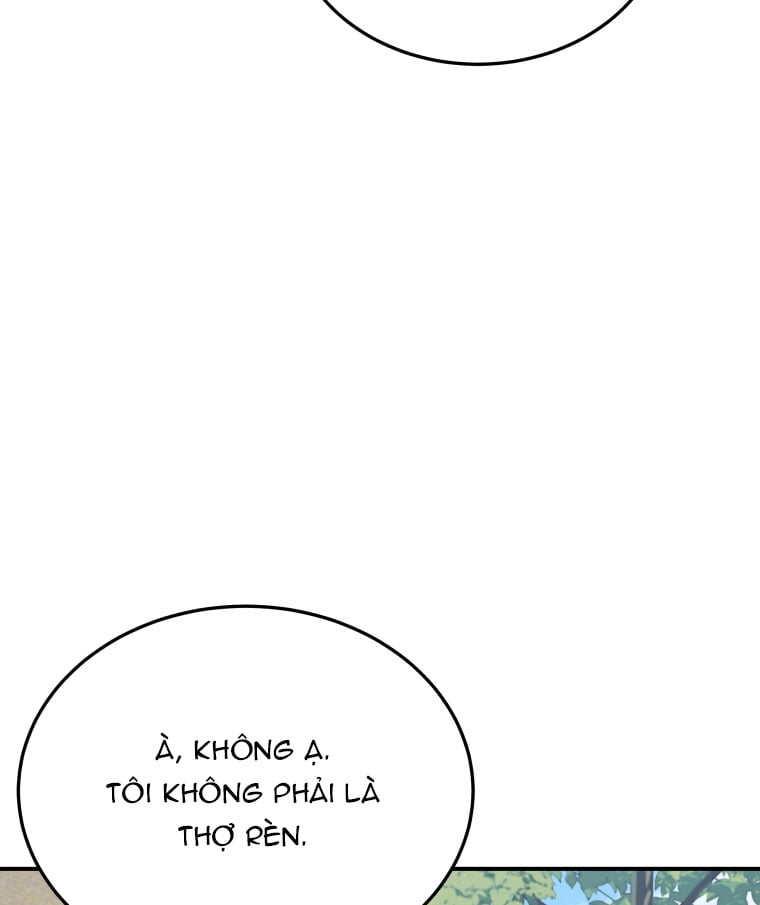 À, KHÔNG Ạ.
TÔI KHÔNG PHẢI LÀ
THỢ RÈN.